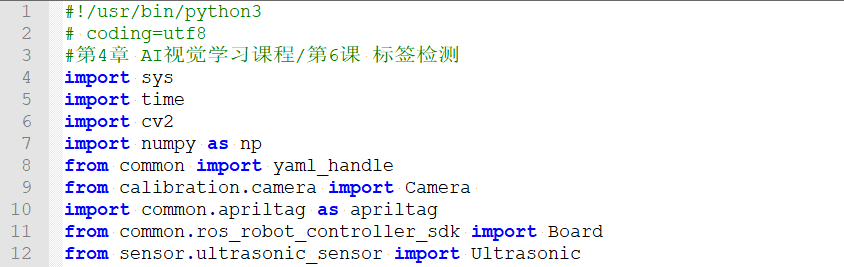 1 #!/usr/bin/python3
2 # coding=utf8
3 #第4章 AI视觉学习课程/第6课 标签检测
4 import sys
5 import time
6 import cv2
7 import numpy as np
8 from common import yaml_handle
9 from calibration.camera import Camera
10 import common.apriltag as apriltag
11 from common.ros_robot_controller_sdk import Board
12 from sensor.ultrasonic_sensor import Ultrasonic